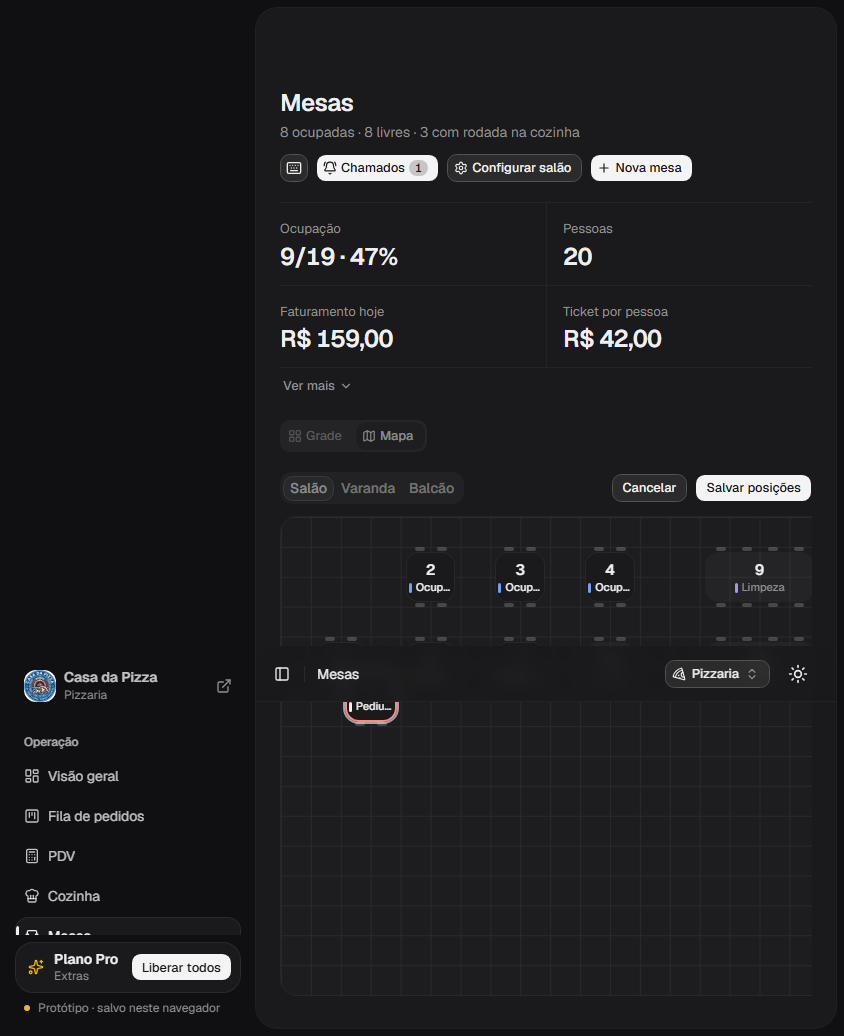 Mesas
8 ocupadas · 8 livres · 3 com rodada na cozinha
Chamados 1
Configurar salão
Nova mesa
Ocupação
9/19 · 47%
Pessoas
20
Faturamento hoje
R$ 159,00
Ticket por pessoa
R$ 42,00
Ver mais
Grade
Mapa
Salão
Varanda
Balcão
Cancelar
Salvar posições
2
Ocup...
3
Ocup...
4
Ocup...
9
Limpeza
Mesas
Pizzaria
Pediu...
Casa da Pizza
Pizzaria
Operação
Visão geral
Fila de pedidos
PDV
Cozinha
Mesas
Plano Pro
Extras
Liberar todos
Protótipo · salvo neste navegador